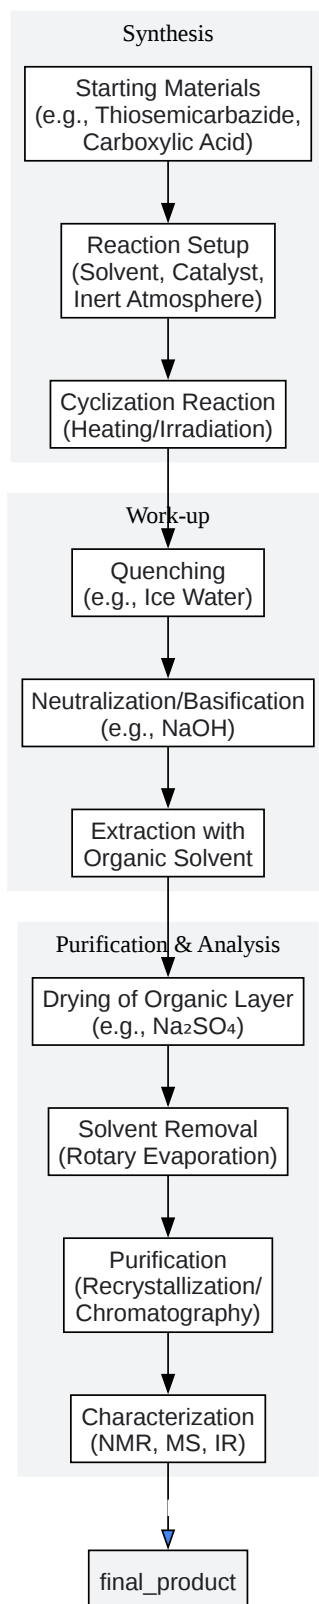 Synthesis
Starting Materials
(e.g., Thiosemicarbazide,
Carboxylic Acid)
Reaction Setup
(Solvent, Catalyst,
Inert Atmosphere)
Cyclization Reaction
(Heating/Irradiation)
Work-up
Quenching
(e.g., Ice Water)
Neutralization/Basification
(e.g., NaOH)
Extraction with
Organic Solvent
Purification & Analysis
Drying of Organic Layer
(e.g., Na₂SO₄)
Solvent Removal
(Rotary Evaporation)
Purification
(Recrystallization/
Chromatography)
Characterization
(NMR, MS, IR)
final_product